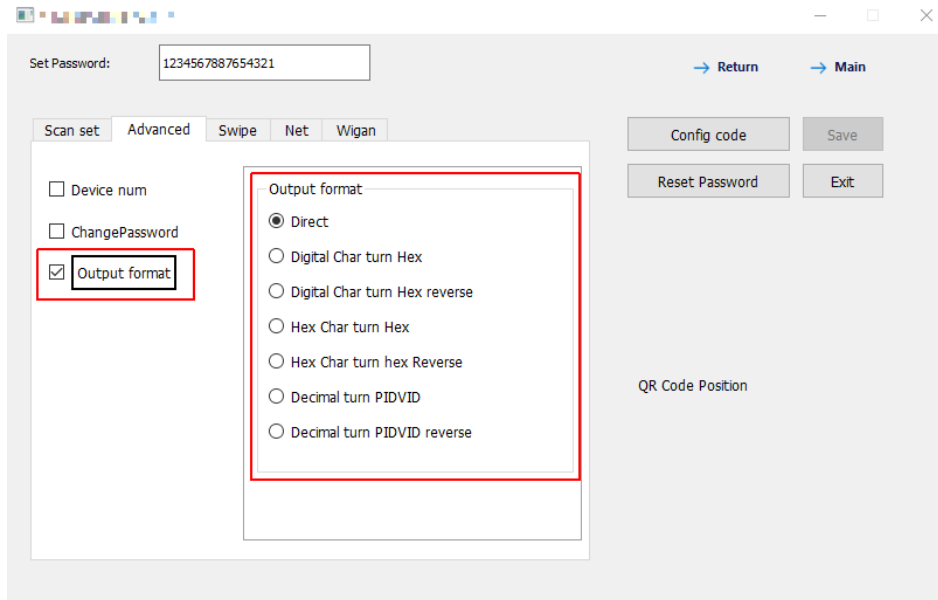 Set Password:
1234567887654321
Return
Main
Scan set
Advanced
Swipe
Net
Wigan
Config code
Save
Reset Password
Exit
Device num
ChangePassword
Output format
Output format
Direct
Digital Char turn Hex
Digital Char turn Hex reverse
Hex Char turn Hex
Hex Char turn hex Reverse
Decimal turn PIDVID
Decimal turn PIDVID reverse
QR Code Position